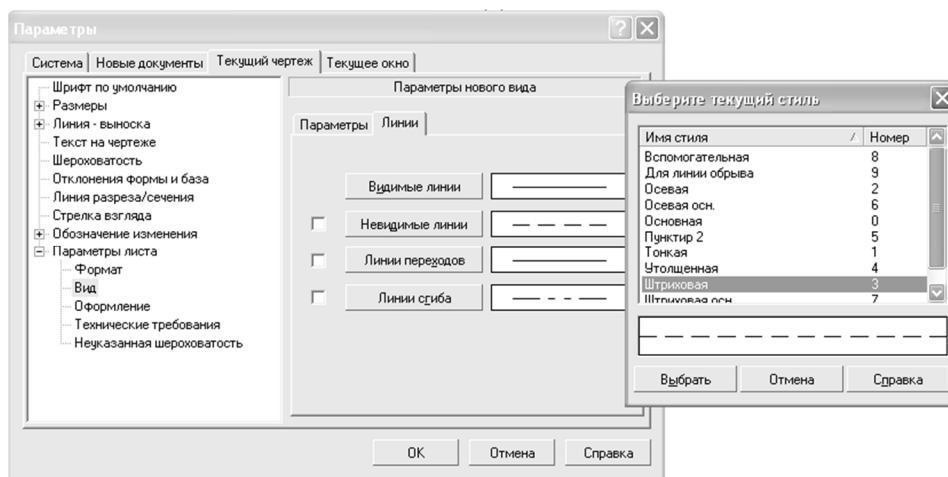 Параметры
Система Новые документы Текущий чертеж Текущее окно
Шрифт по умолчанию
Размеры
Линия - выноска
Текст на чертеже
Шероховатость
Отклонения формы и база
Линия разреза/сечения
Стрелка взгляда
Обозначение изменения
Параметры листа
Формат
Вид
Оформление
Технические требования
Неуказанная шероховатость
Параметры нового вида
Параметры Линии
Видимые линии
Невидимые линии
Линии переходов
Линии сгиба
OK Отмена Справка
Выберите текущий стиль
Имя стиля Номер
Вспомогательная 8
Для линии обрыва 9
Осевая 2
Осевая осн. 6
Основная 0
Пунктир 2 5
Тонкая 1
Утолщенная 4
Штриховая 3
Штриховая осн 7
Выбрать Отмена Справка